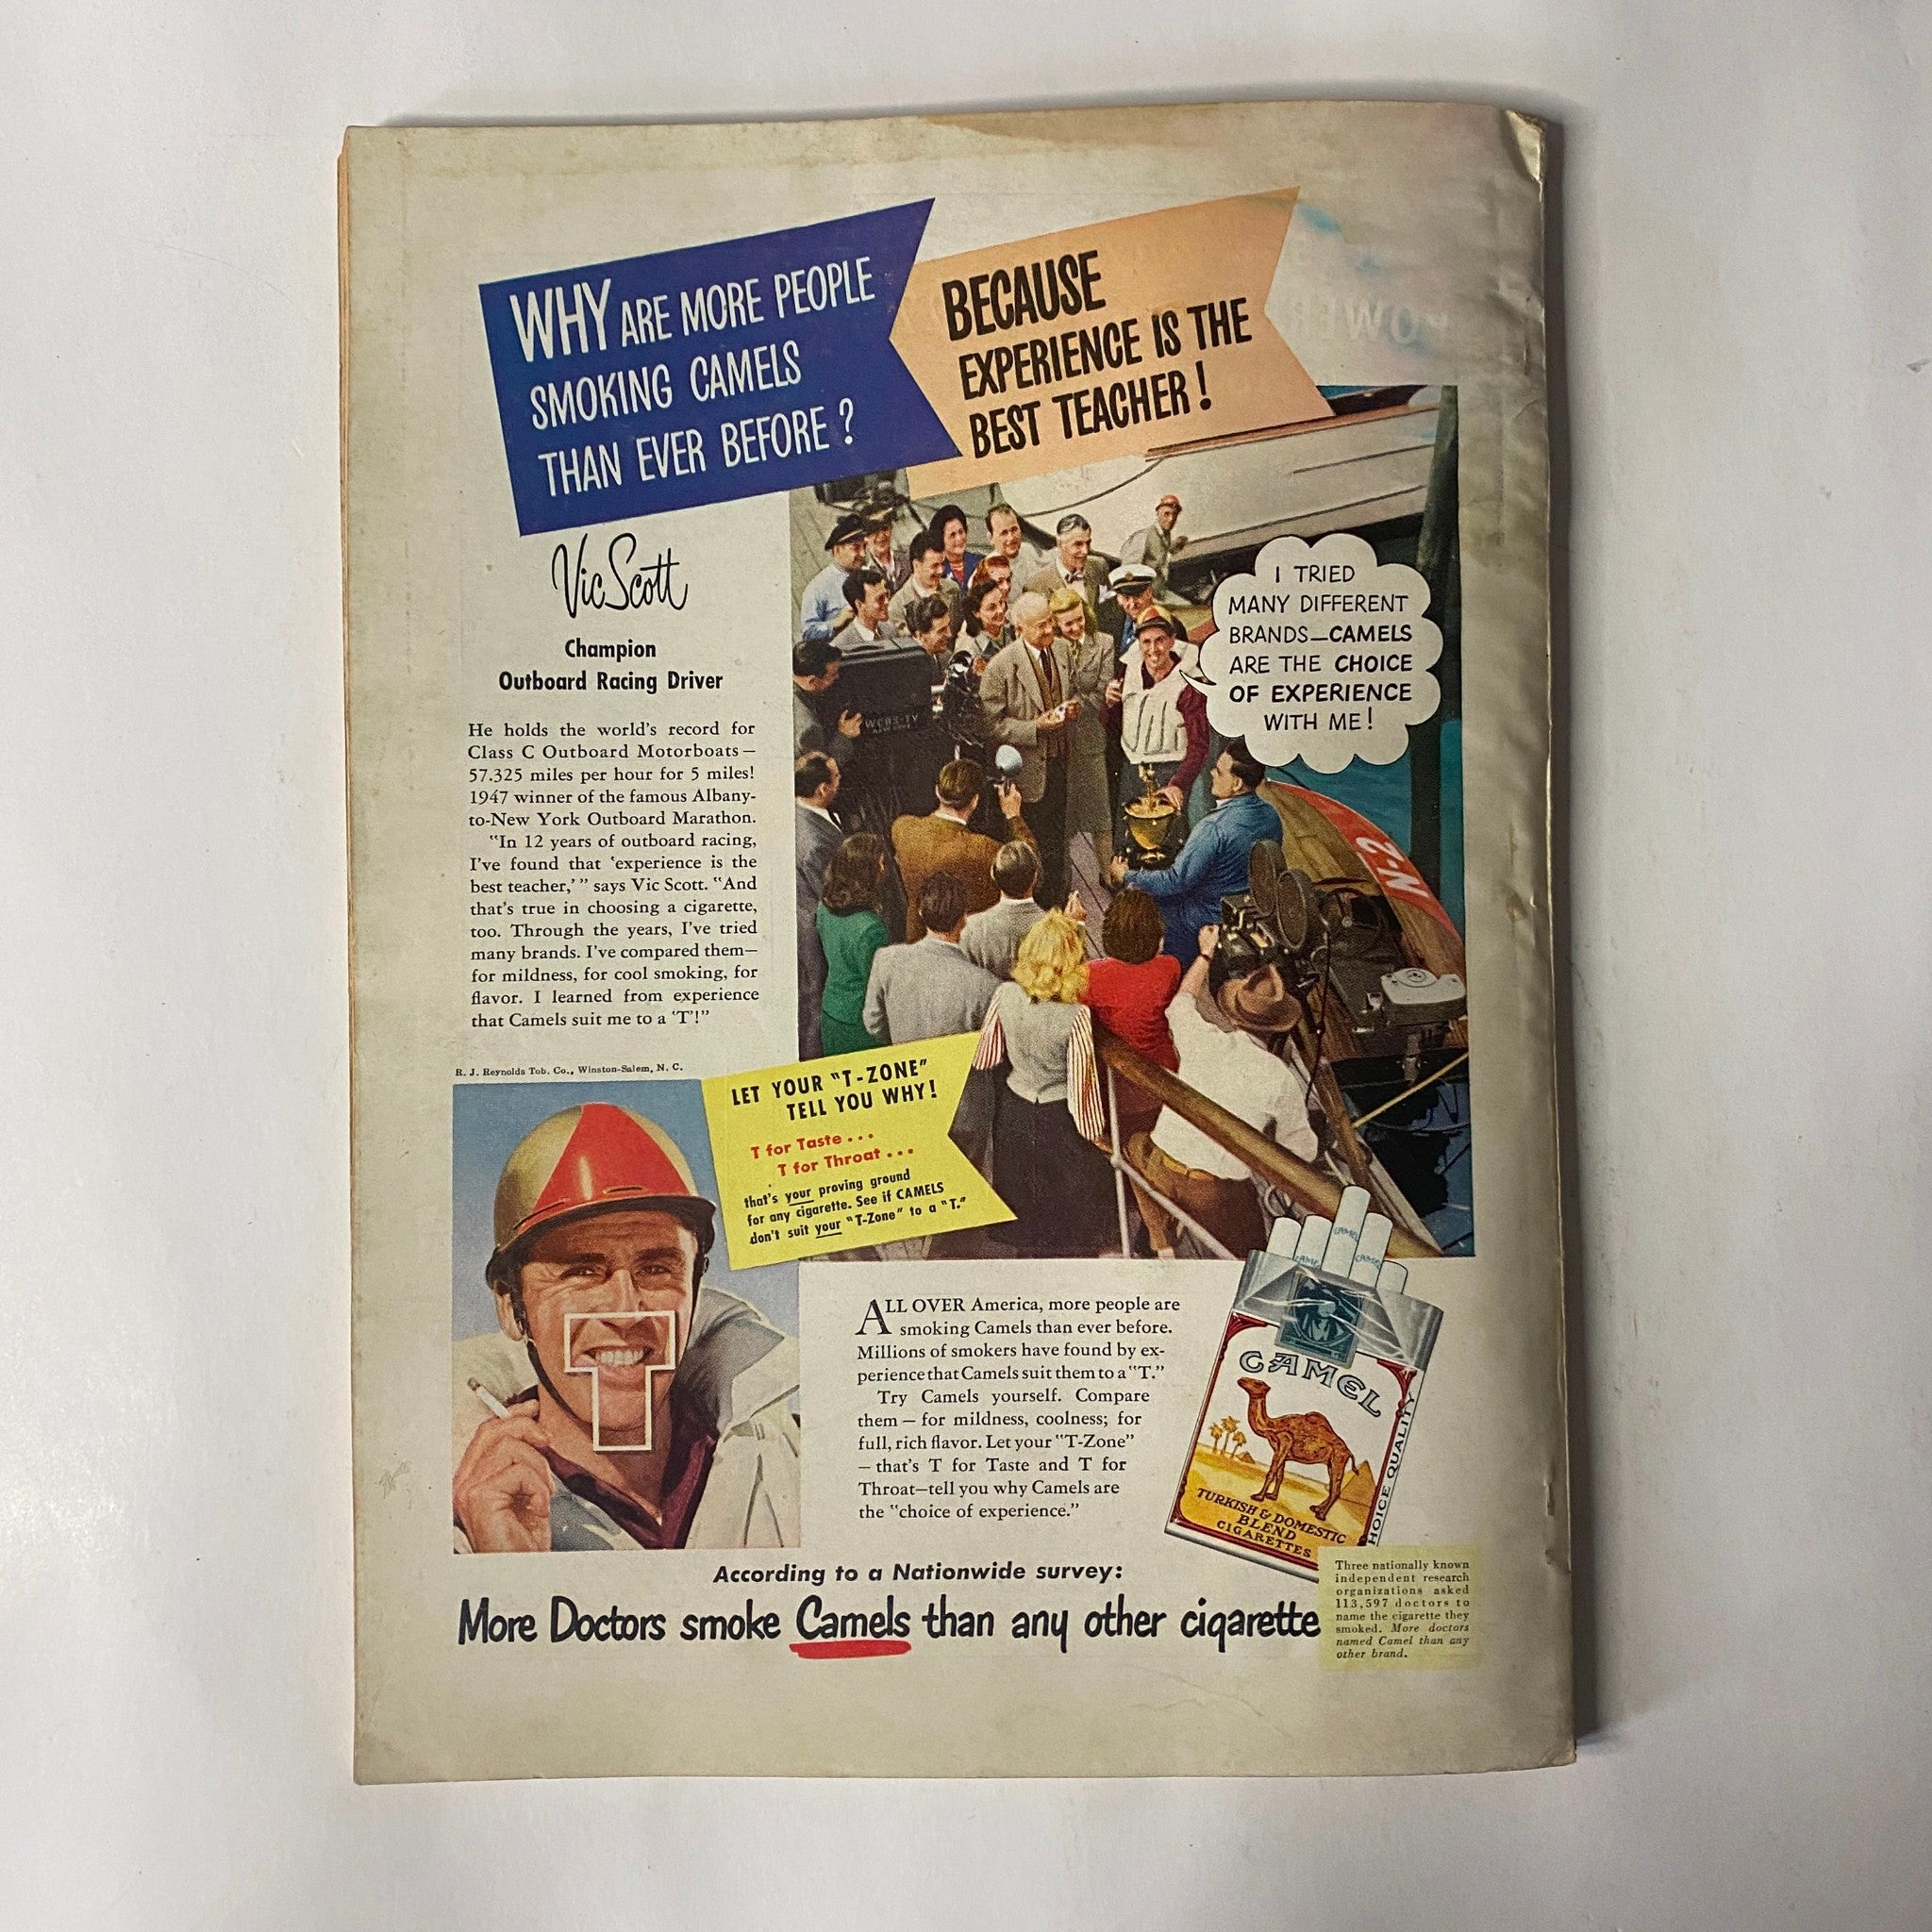 WHY ARE MORE PEOPLE
SMOKING CAMELS
THAN EVER BEFORE?
BECAUSE
EXPERIENCE IS THE
BEST TEACHER!
Vic Scott
Champion
Outboard Racing Driver
He holds the world's record for
Class C Outboard Motorboats—
57.325 miles per hour for 5 miles!
1947 winner of the famous Albany-
to-New York Outboard Marathon.
"In 12 years of outboard racing,
I've found that 'experience is the
best teacher,'" says Vic Scott. "And
that's true in choosing a cigarette,
too. Through the years, I've tried
many brands. I've compared them—
for mildness, for cool smoking, for
flavor. I learned from experience
that Camels suit me to a 'T'!"
R. J. Reynolds Tob. Co., Winston-Salem, N. C.
I TRIED
MANY DIFFERENT
BRANDS—CAMELS
ARE THE CHOICE
OF EXPERIENCE
WITH ME!
WCBS-TV
N-2
LET YOUR "T-ZONE"
TELL YOU WHY!
T for Taste...
T for Throat...
that's your proving ground
for any cigarette. See if CAMELS
don't suit your "T-Zone" to a "T."
ALL OVER America, more people are
smoking Camels than ever before.
Millions of smokers have found by ex-
perience that Camels suit them to a "T."
Try Camels yourself. Compare
them—for mildness, coolness; for
full, rich flavor. Let your "T-Zone"
—that's T for Taste and T for
Throat—tell you why Camels are
the "choice of experience."
CAMEL
CAMEL
CAMEL
CAMEL
TURKISH & DOMESTIC
BLEND
CIGARETTES
CHOICE QUALITY
According to a Nationwide survey:
More Doctors smoke Camels than any other cigarette
Three nationally known
independent research
organizations asked
113,597 doctors to
name the cigarette they
smoked. More doctors
named Camel than any
other brand.